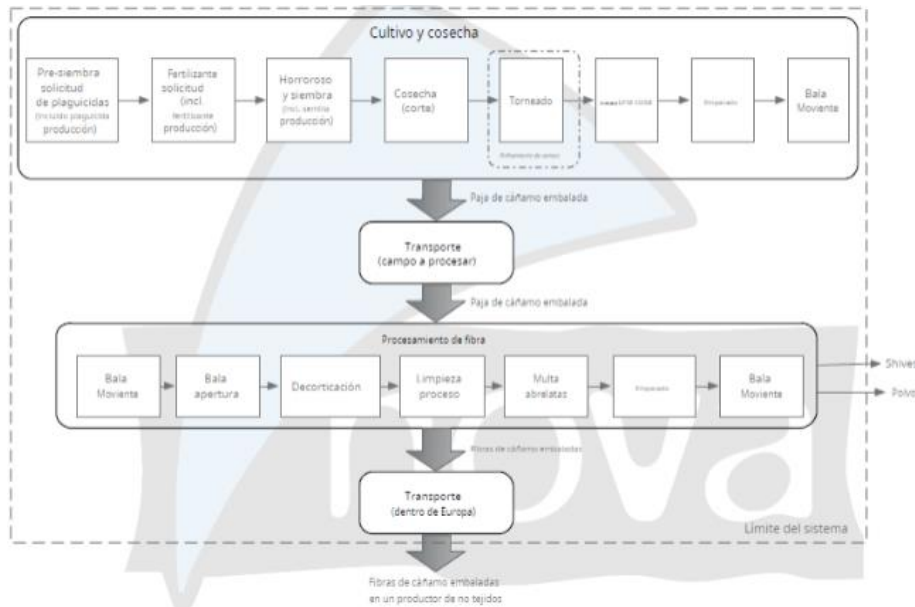 Cultivo y cosecha
Pre-siembra
solicitud
de plaguicidas
(incluido plaguicida
producción)
Fertilizante
solicitud
(incl.
fertilizante
producción)
Horroroso
y siembra
(incl. semilla
producción)
Cosecha
(corte)
Torneado
Empacado
Bala
Moviente
Paja de cáñamo embalada
Transporte
(campo a procesar)
Paja de cáñamo embalada
Procesamiento de fibra
Bala
Moviente
Bala
apertura
Decorticación
Limpieza
proceso
Multa
abrelatas
Empacado
Bala
Moviente
Shives
Polvo
Fibras de cáñamo embaladas
nova
Transporte
(dentro de Europa)
Límite del sistema
Fibras de cáñamo embaladas
en un productor de no tejidos